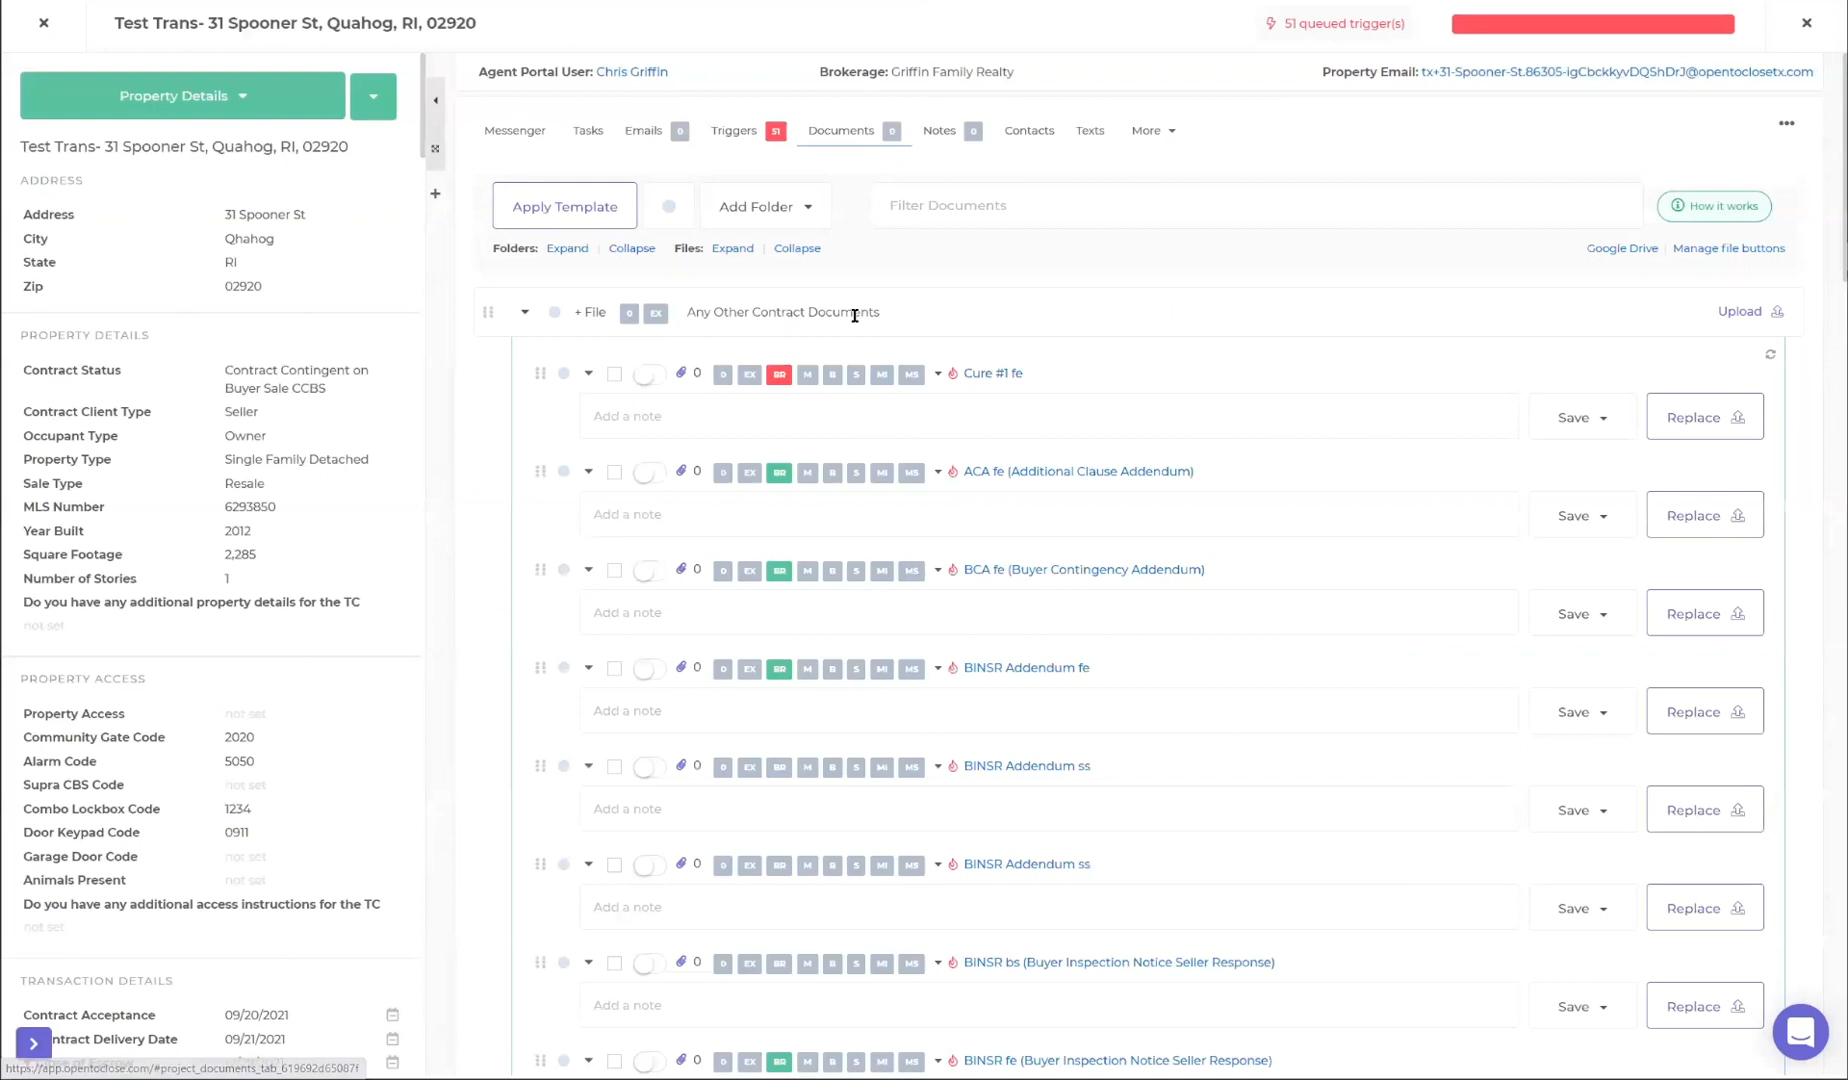 Test Trans- 31 Spooner St, Quahog, RI, 02920
51 queued trigger(s)
Property Details
Test Trans- 31 Spooner St, Quahog, RI, 02920
ADDRESS
Address 31 Spooner St
City Qhahog
State RI
Zip 02920
PROPERTY DETAILS
Contract Status Contract Contingent on
Buyer Sale CCBS
Contract Client Type Seller
Occupant Type Owner
Property Type Single Family Detached
Sale Type Resale
MLS Number 6293850
Year Built 2012
Square Footage 2,285
Number of Stories 1
Do you have any additional property details for the TC
not set
PROPERTY ACCESS
Property Access not set
Community Gate Code 2020
Alarm Code 5050
Supra CBS Code not set
Combo Lockbox Code 1234
Door Keypad Code 0911
Garage Door Code not set
Animals Present not set
Do you have any additional access instructions for the TC
not set
TRANSACTION DETAILS
Contract Acceptance 09/20/2021
ntract Delivery Date 09/21/2021
https://app.opentoclose.com/#project_documents_tab_619692d65087f
Agent Portal User: Chris Griffin Brokerage: Griffin Family Realty Property Email: tx+31-Spooner-St.86305-igCbckkyvDQShDrJ@opentoclosetx.com
Messenger Tasks Emails 0 Triggers 51 Documents 0 Notes 0 Contacts Texts More
Apply Template Add Folder Filter Documents How it works
Folders: Expand | Collapse Files: Expand | Collapse Google Drive | Manage file buttons
+ File 0 EX Any Other Contract Documents Upload
0 D EX BR M B S MI MS Cure #1 fe
Add a note Save Replace
0 D EX BR M B S MI MS ACA fe (Additional Clause Addendum)
Add a note Save Replace
0 D EX BR M B S MI MS BCA fe (Buyer Contingency Addendum)
Add a note Save Replace
0 D EX BR M B S MI MS BINSR Addendum fe
Add a note Save Replace
0 D EX BR M B S MI MS BINSR Addendum ss
Add a note Save Replace
0 D EX BR M B S MI MS BINSR Addendum ss
Add a note Save Replace
0 D EX BR M B S MI MS BINSR bs (Buyer Inspection Notice Seller Response)
Add a note Save Replace
0 D EX BR M B S MI MS BINSR fe (Buyer Inspection Notice Seller Response)